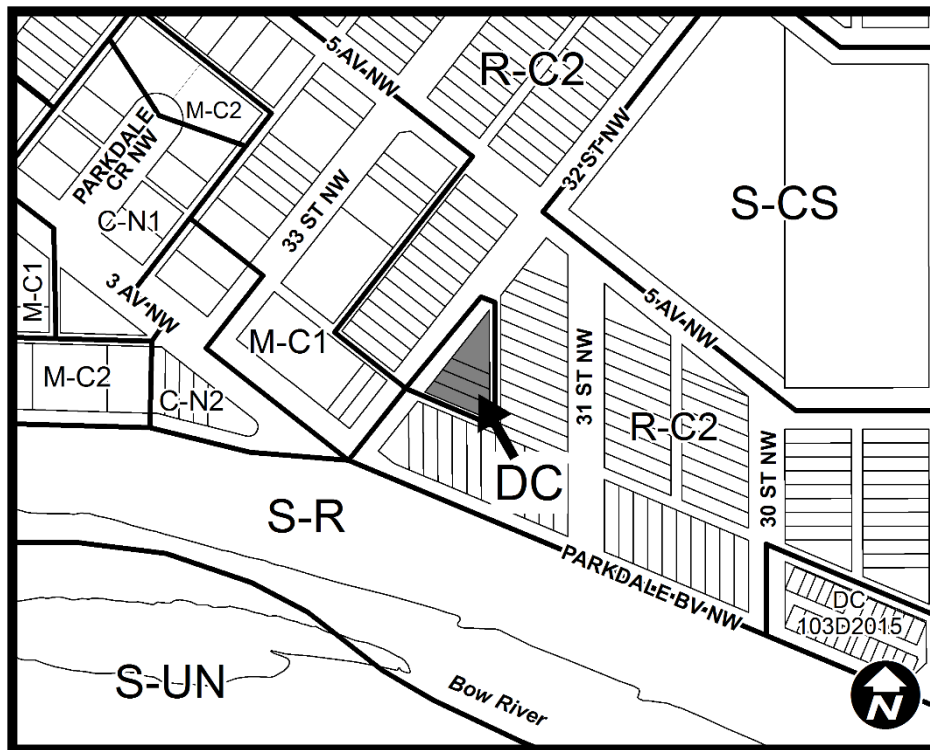 5 AV NW
R-C2
M-C2
PARKDALE
CR NW
32 ST NW
S-CS
C-N1
33 ST NW
M-C1
3 AV NW
5 AV NW
M-C1
M-C2
C-N2
31 ST NW
R-C2
DC
30 ST NW
S-R
PARKDALE BV NW
DC
103D2015
S-UN
Bow River
N